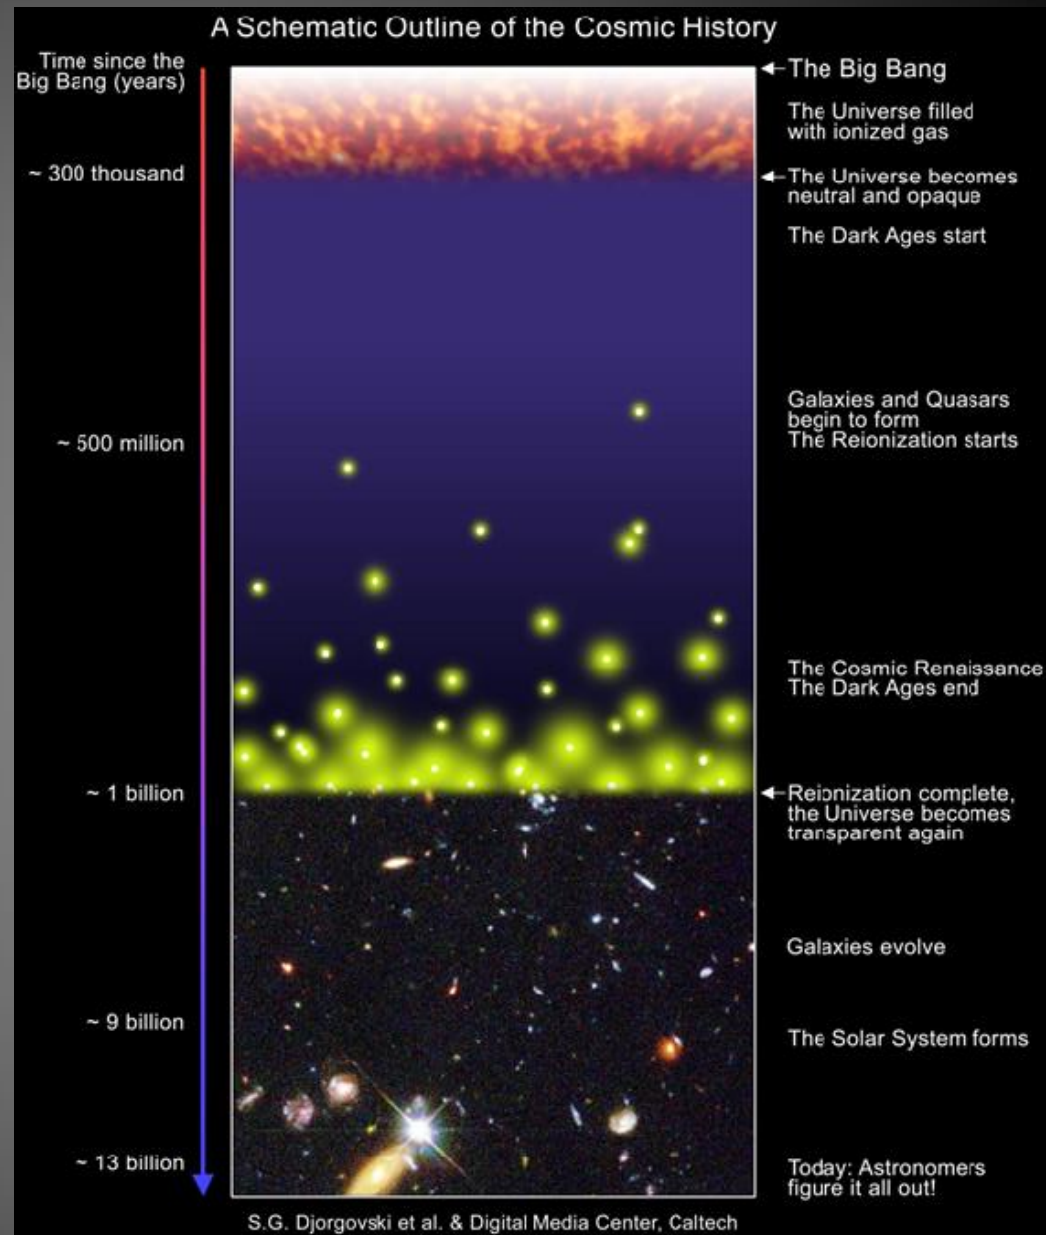 A Schematic Outline of the Cosmic History
Time since the
Big Bang (years)
The Big Bang
The Universe filled
with ionized gas
~ 300 thousand
The Universe becomes
neutral and opaque
The Dark Ages start
Galaxies and Quasars
begin to form
The Reionization starts
~ 500 million
The Cosmic Renaissance
The Dark Ages end
~ 1 billion
Reionization complete,
the Universe becomes
transparent again
Galaxies evolve
~ 9 billion
The Solar System forms
~ 13 billion
Today: Astronomers
figure it all out!
S.G. Djorgovski et al. & Digital Media Center, Caltech